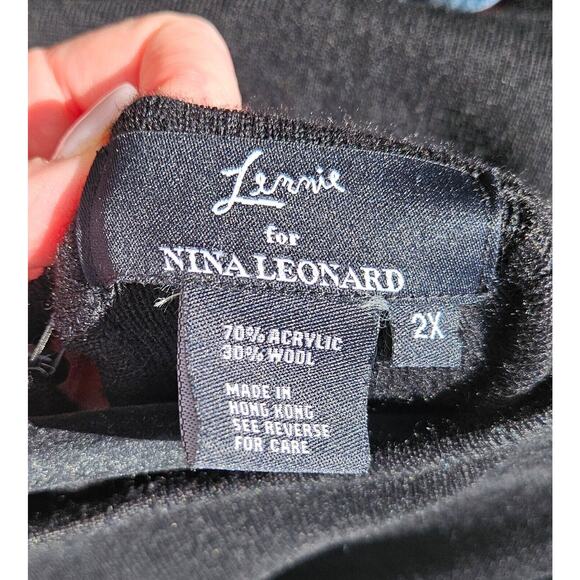 Lennie
for
NINA LEONARD
2X
70% ACRYLIC
30% WOOL
MADE IN
HONG KONG
SEE REVERSE
FOR CARE